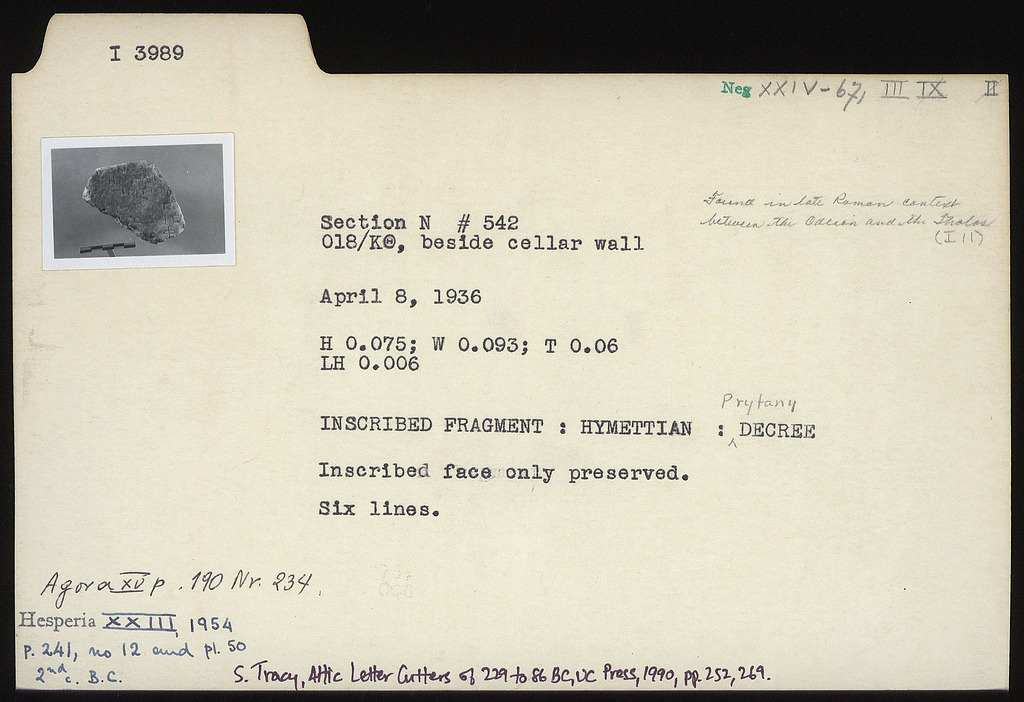 I 3989
Neg XXIV-67, III IX II
Found in late Roman context
between the Odeion and the Tholos
(I 11)
Section N # 542
O18/K, beside cellar wall
April 8, 1936
H 0.075; W 0.093; T 0.06
LH 0.006
Prytany
INSCRIBED FRAGMENT : HYMETTIAN : ^ DECREE
Inscribed face only preserved.
Six lines.
Agora XV p. 190 Nr. 234.
Hesperia XXIII, 1954
p. 241, no 12 and pl. 50
2nd c. B.C.
S. Tracy, Attic Letter Cutters of 229 to 86 BC, UC Press, 1990, pp. 252, 269.